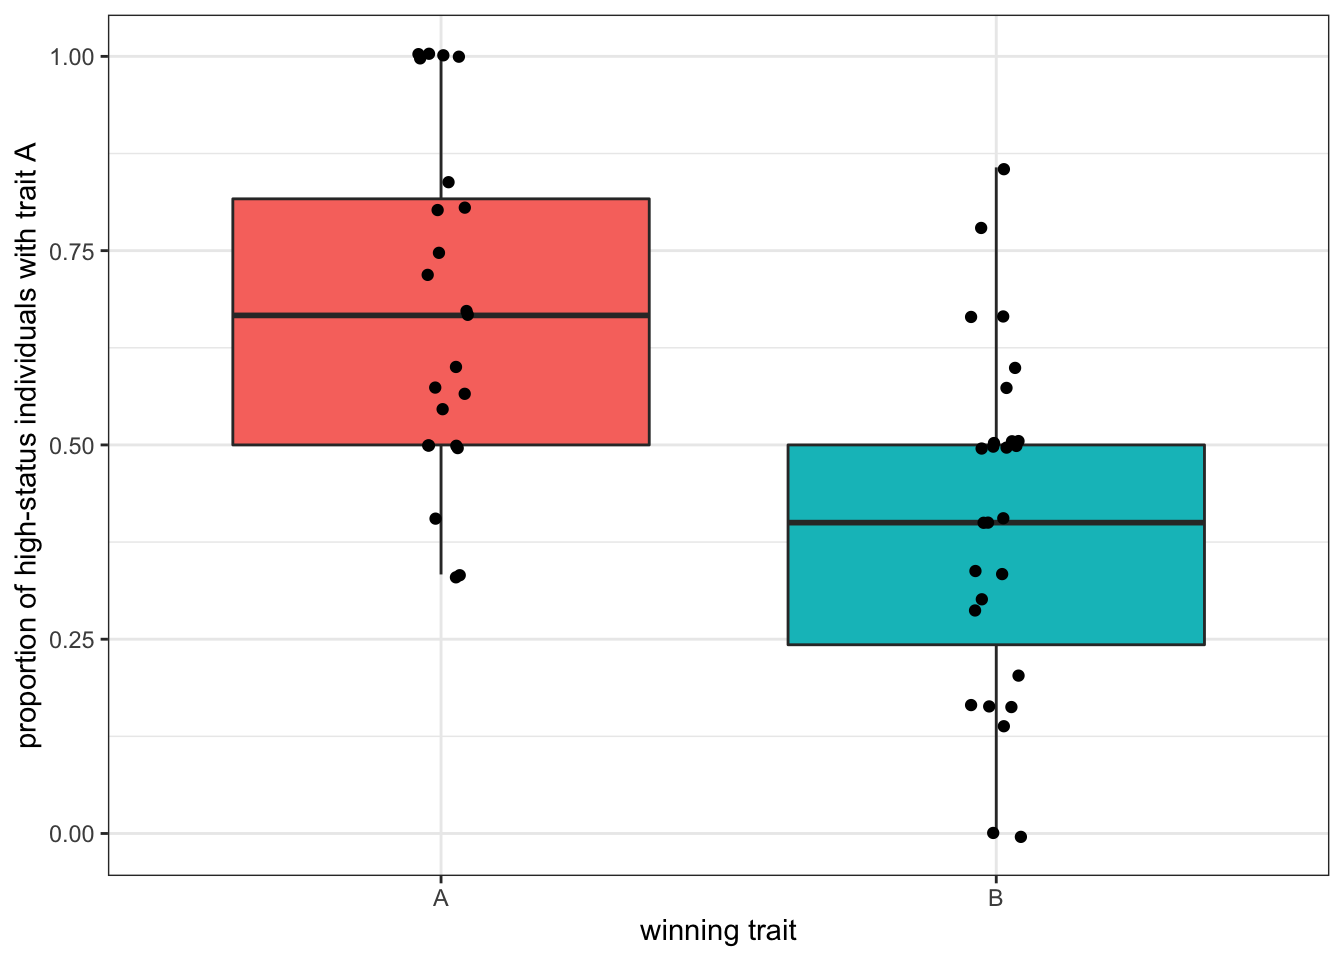 proportion of high-status individuals with trait A
1.00
0.75
0.50
0.25
0.00
A
B
winning trait